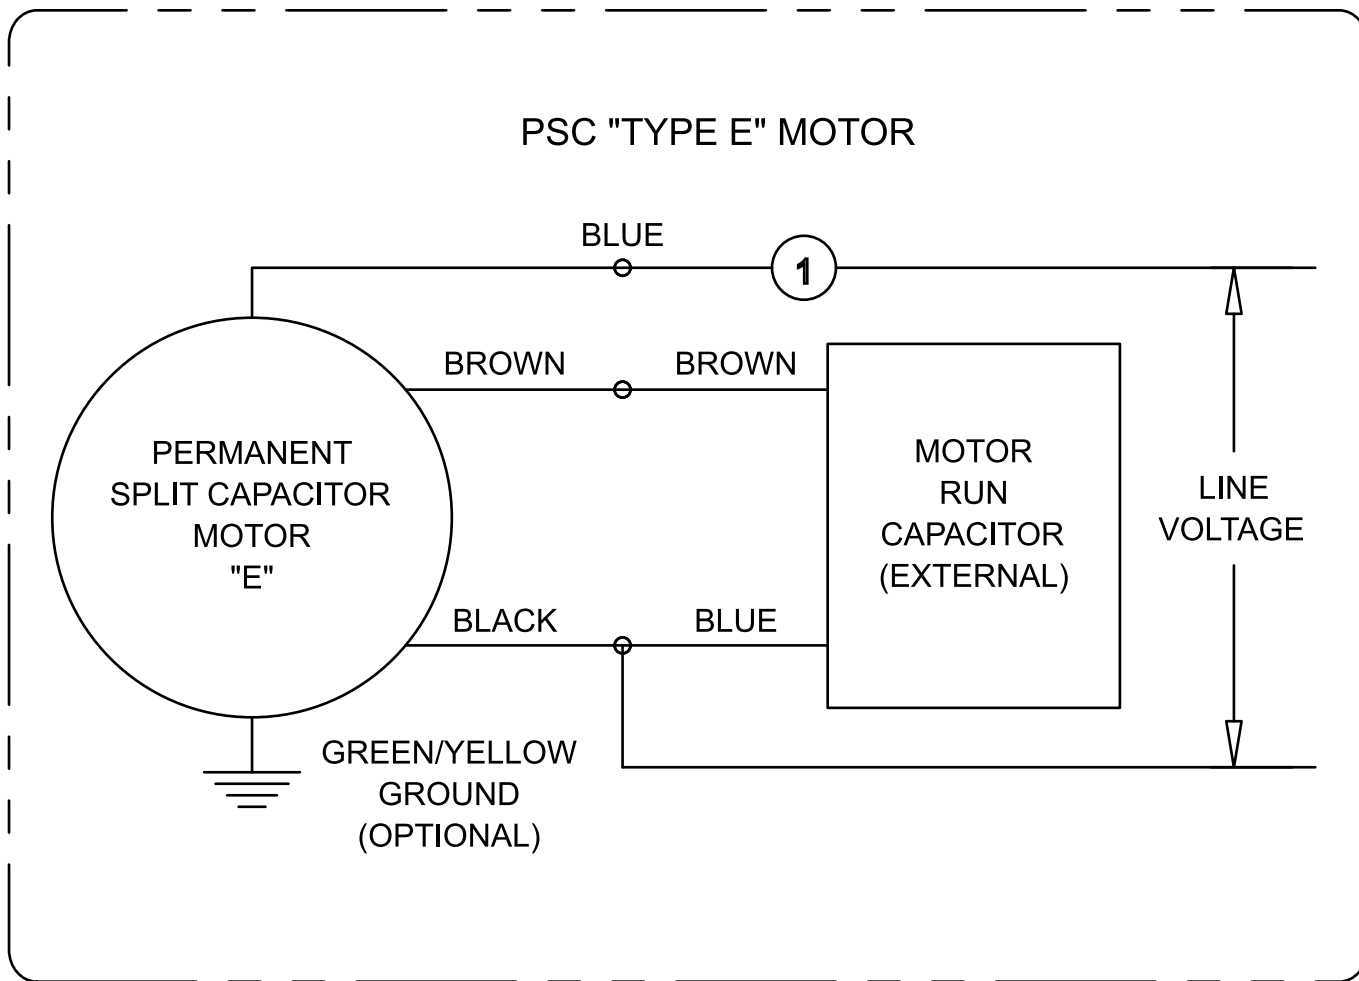 PSC "TYPE E" MOTOR
BLUE
1
BROWN
BROWN
PERMANENT
SPLIT CAPACITOR
MOTOR
"E"
MOTOR
RUN
CAPACITOR
(EXTERNAL)
LINE
VOLTAGE
BLACK
BLUE
GREEN/YELLOW
GROUND
(OPTIONAL)